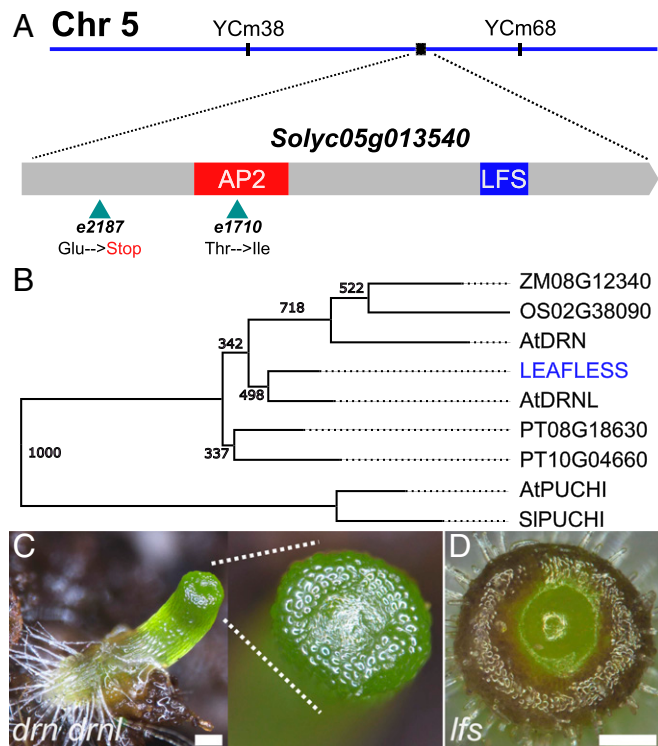 A Chr 5
YCm38 YCm68
Solyc05g013540
AP2 LFS
e2187 e1710
Glu-->Stop Thr-->Ile
B
ZM08G12340
522
OS02G38090
718
AtDRN
342
LEAFLESS
498
AtDRNL
PT08G18630
337
1000
PT10G04660
AtPUCHI
SlPUCHI
C D
drn drnl lfs